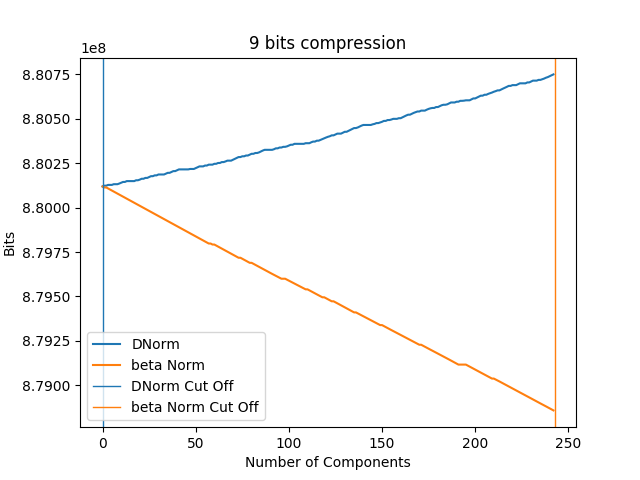 9 bits compression
1e8
8.8075
8.8050
8.8025
8.8000
8.7975
8.7950
8.7925
8.7900
Bits
DNorm
beta Norm
DNorm Cut Off
beta Norm Cut Off
0 50 100 150 200 250
Number of Components